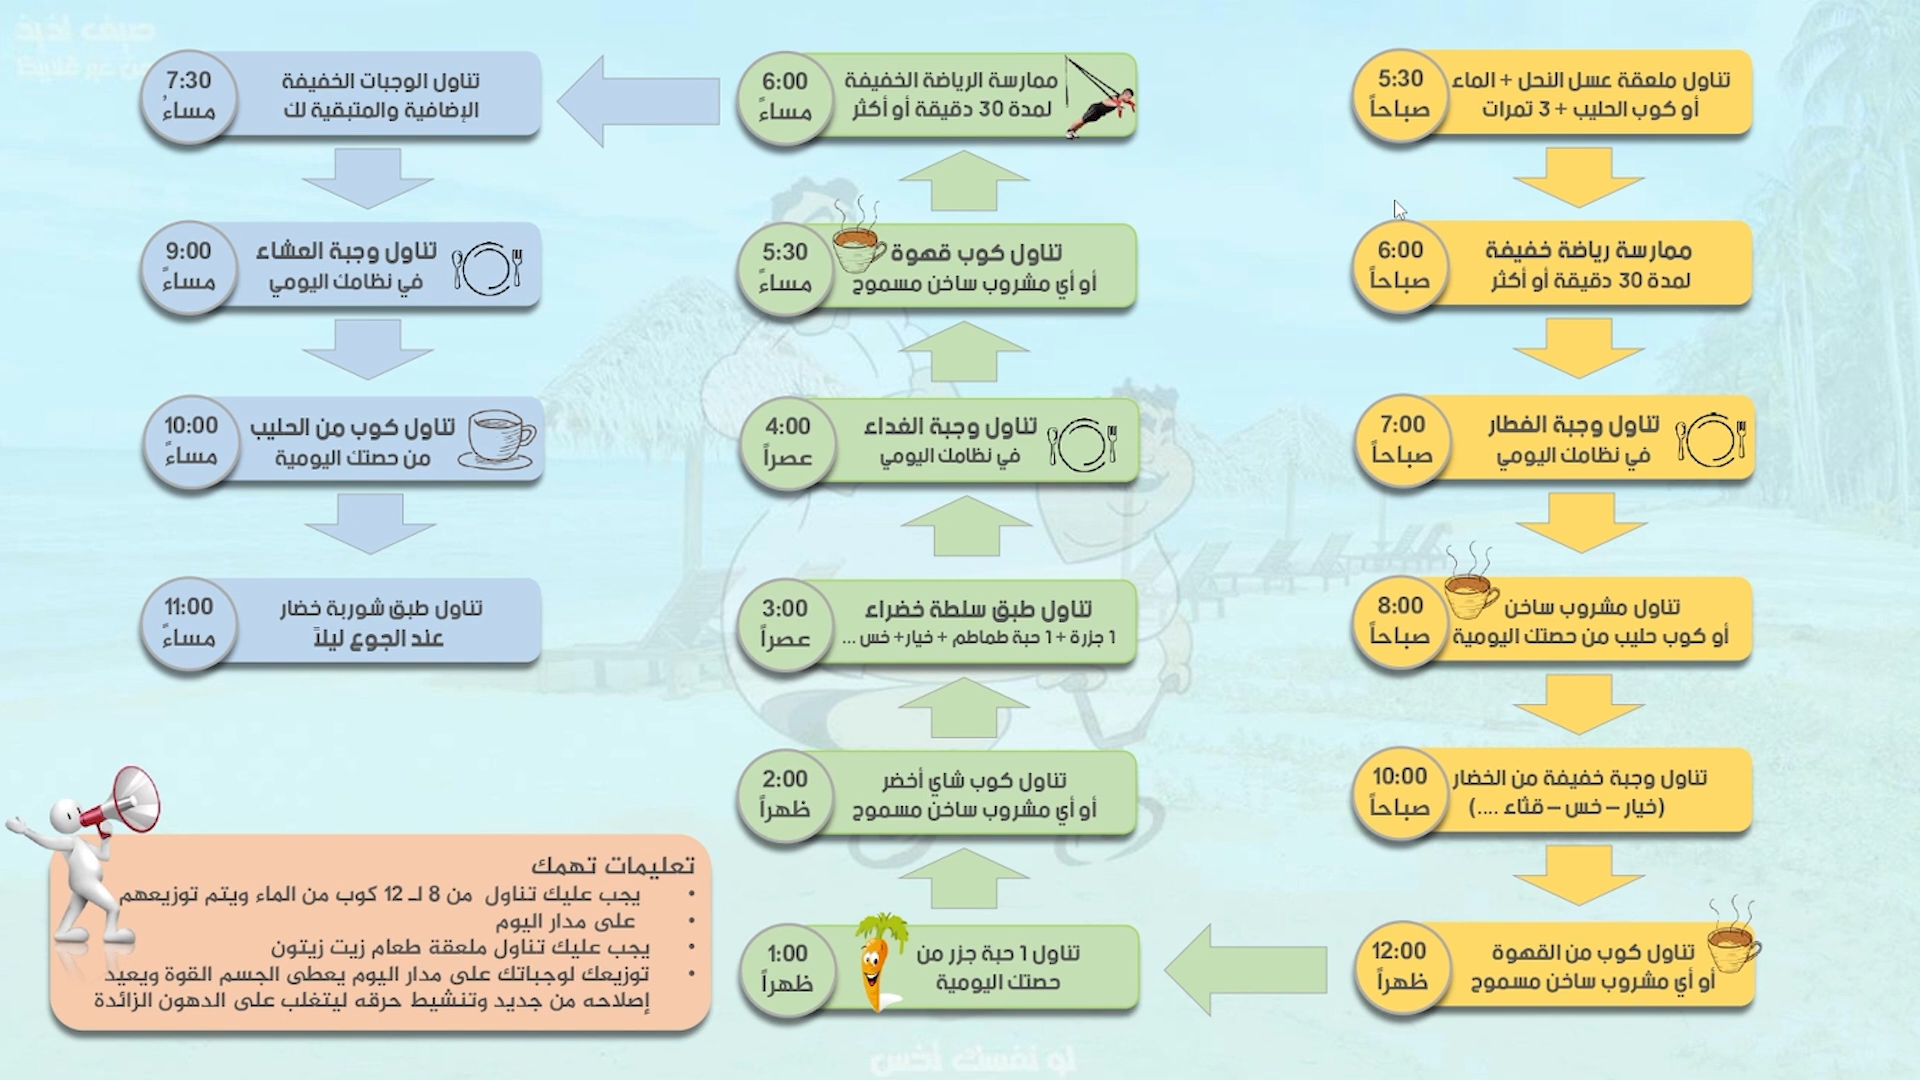 5:30
صباحاً
تناول ملعقة عسل النحل + الماء
أو كوب الحليب + 3 تمرات
6:00
صباحاً
ممارسة رياضة خفيفة
لمدة 30 دقيقة أو أكثر
7:00
صباحاً
تناول وجبة الفطار
في نظامك اليومي
8:00
صباحاً
تناول مشروب ساخن
أو كوب حليب من حصتك اليومية
10:00
صباحاً
تناول وجبة خفيفة من الخضار
(خيار – خس – قثاء ....)
12:00
ظهراً
تناول كوب من القهوة
أو أي مشروب ساخن مسموح
1:00
ظهراً
تناول 1 حبة جزر من
حصتك اليومية
2:00
ظهراً
تناول كوب شاي أخضر
أو أي مشروب ساخن مسموح
3:00
عصراً
تناول طبق سلطة خضراء
1 جزرة + 1 حبة طماطم + خيار+ خس ...
4:00
عصراً
تناول وجبة الغداء
في نظامك اليومي
5:30
مساءً
تناول كوب قهوة
أو أي مشروب ساخن مسموح
6:00
مساءً
ممارسة الرياضة الخفيفة
لمدة 30 دقيقة أو أكثر
7:30
مساءً
تناول الوجبات الخفيفة
الإضافية والمتبقية لك
9:00
مساءً
تناول وجبة العشاء
في نظامك اليومي
10:00
مساءً
تناول كوب من الحليب
من حصتك اليومية
11:00
مساءً
تناول طبق شوربة خضار
عند الجوع ليلاً
تعليمات تهمك
• يجب عليك تناول من 8 لـ 12 كوب من الماء ويتم توزيعهم
• على مدار اليوم
• يجب عليك تناول ملعقة طعام زيت زيتون
• توزيعك لوجباتك على مدار اليوم يعطى الجسم القوة ويعيد
إصلاحه من جديد وتنشيط حرقه ليتغلب على الدهون الزائدة
لو نفسك أخس